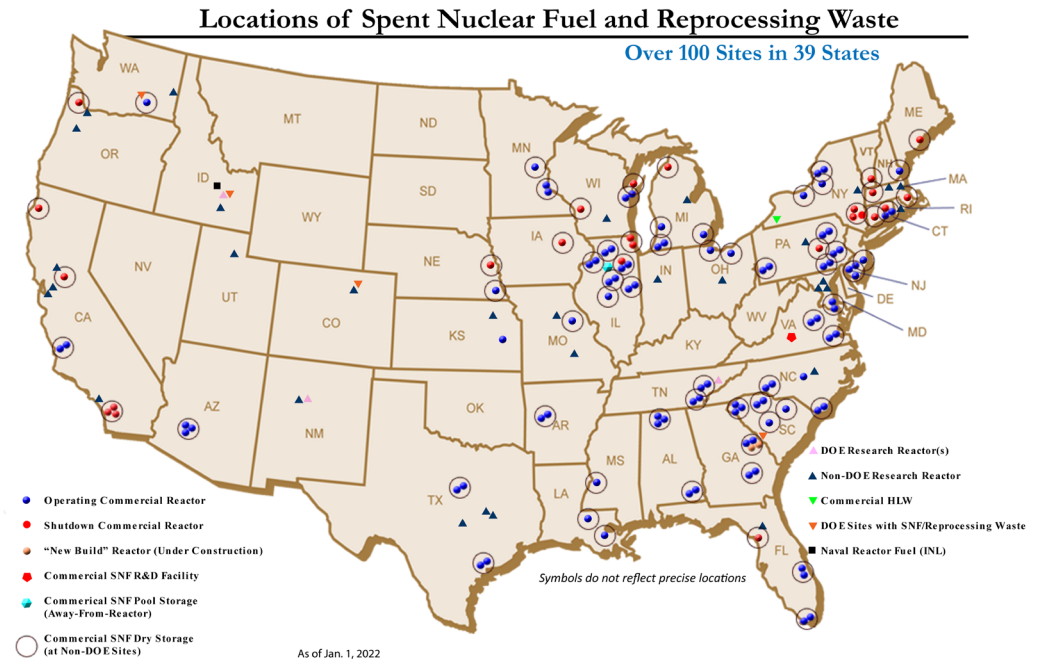 Locations of Spent Nuclear Fuel and Reprocessing Waste
Over 100 Sites in 39 States
WA
MT
ND
MN
ME
VT
NH
OR
ID
SD
WI
MI
NY
MA
RI
CT
WY
IA
NE
PA
NV
UT
CO
KS
MO
IL
IN
OH
WV
VA
NJ
DE
MD
CA
KY
AZ
NM
OK
AR
TN
NC
SC
TX
LA
MS
AL
GA
FL
Operating Commercial Reactor
Shutdown Commercial Reactor
“New Build” Reactor (Under Construction)
Commercial SNF R&D Facility
Commerical SNF Pool Storage
(Away-From-Reactor)
Commercial SNF Dry Storage
(at Non-DOE Sites)
DOE Research Reactor(s)
Non-DOE Research Reactor
Commercial HLW
DOE Sites with SNF/Reprocessing Waste
Naval Reactor Fuel (INL)
Symbols do not reflect precise locations
As of Jan. 1, 2022